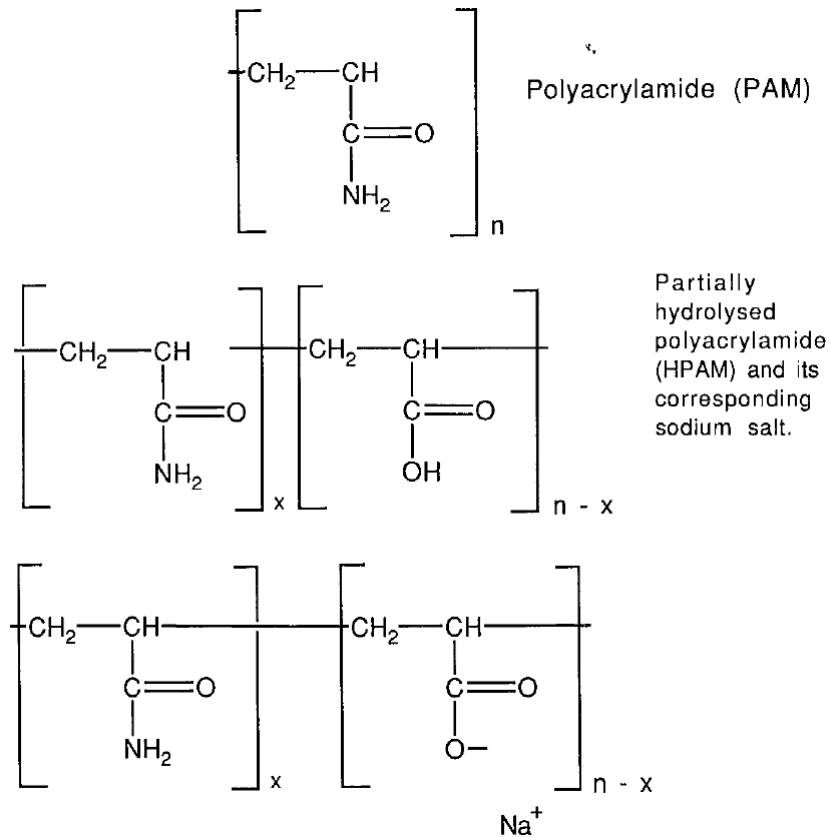 CH2 CH
C O
NH2
n
Polyacrylamide (PAM)
CH2 CH CH2 CH
C O C O
NH2 OH
x n - x
Partially
hydrolysed
polyacrylamide
(HPAM) and its
corresponding
sodium salt.
CH2 CH CH2 CH
C O C O
NH2 O–
x n - x
Na+